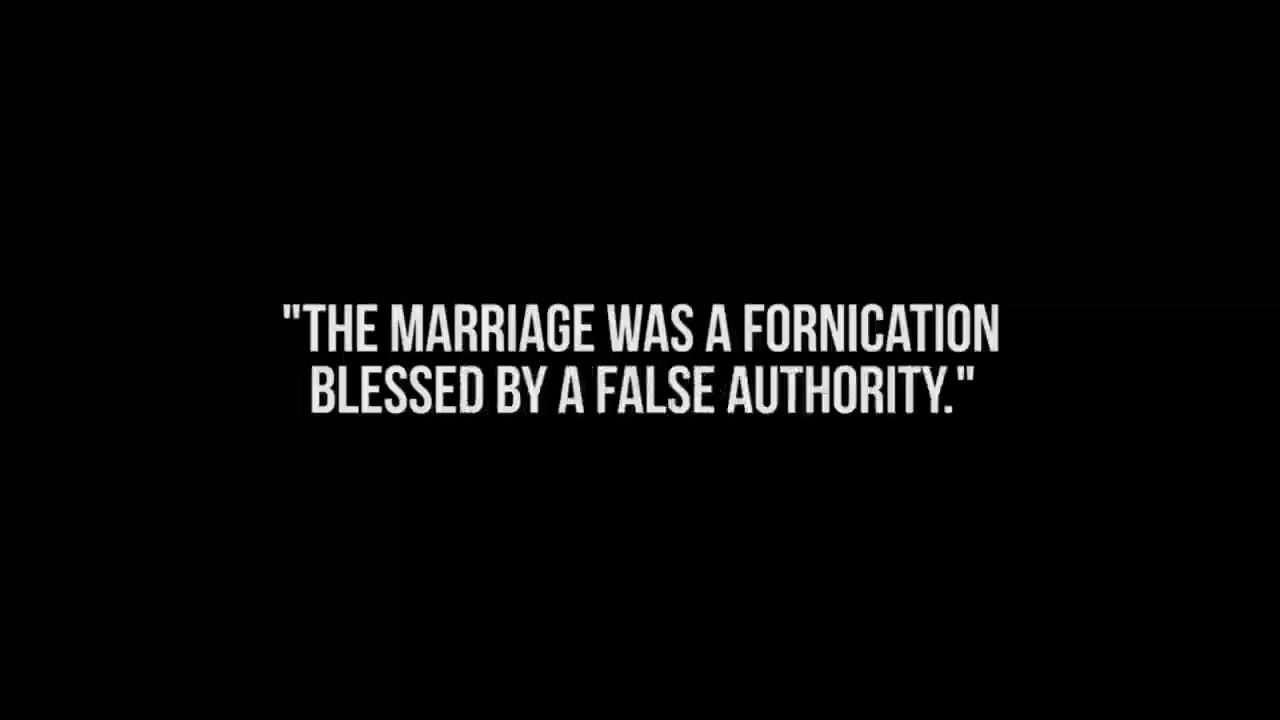 "THE MARRIAGE WAS A FORNICATION
BLESSED BY A FALSE AUTHORITY."